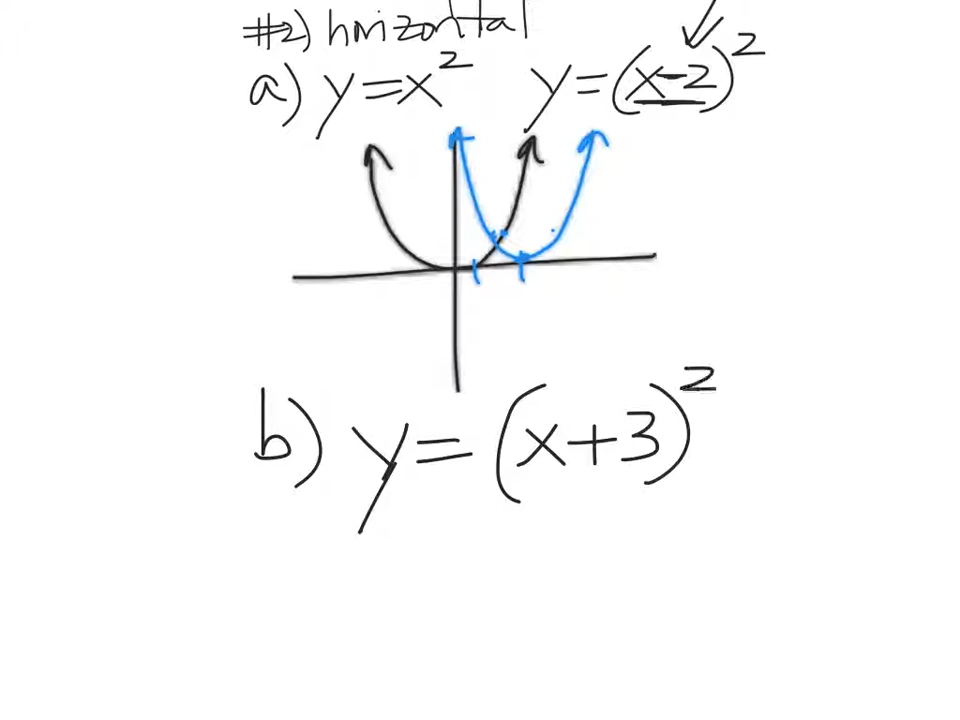 #2) horizontal
a) y=x² y=(x-2)²
b) y=(x+3)²